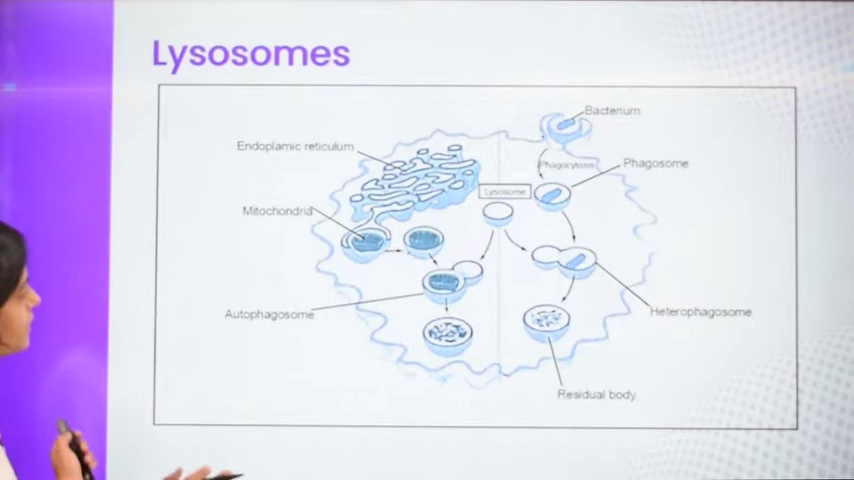 Lysosomes
Bacterium
Endoplamic reticulum
Phagocytosis
Phagosome
Lysosome
Mitochondria
Autophagosome
Heterophagosome
Residual body